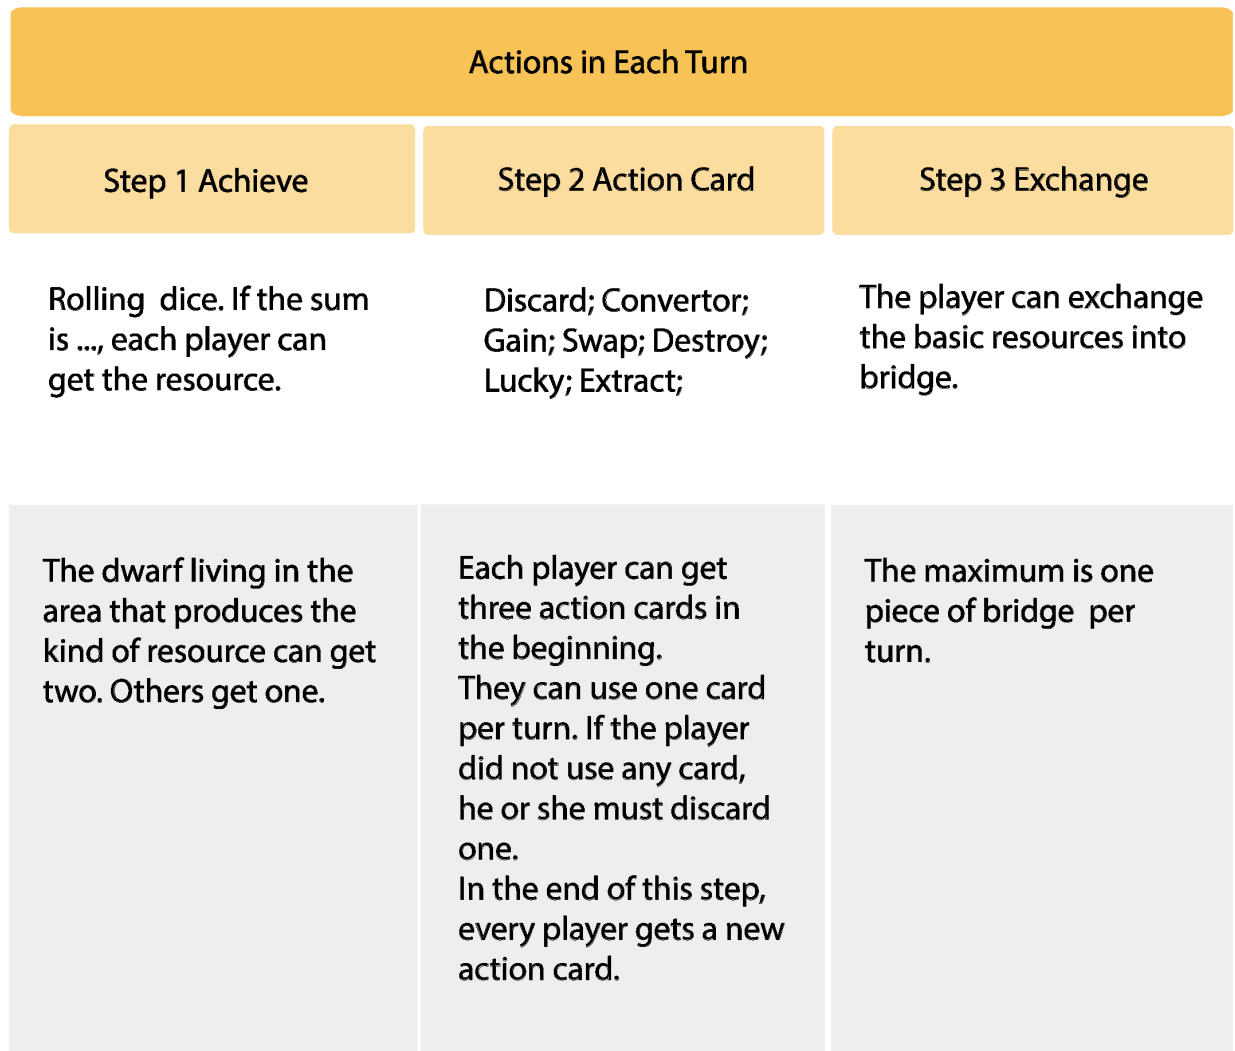 Actions in Each Turn
Step 1 Achieve
Step 2 Action Card
Step 3 Exchange
Rolling  dice. If the sum
is ..., each player can
get the resource.
Discard; Convertor;
Gain; Swap; Destroy;
Lucky; Extract;
The player can exchange
the basic resources into
bridge.
The dwarf living in the
area that produces the
kind of resource can get
two. Others get one.
Each player can get
three action cards in
the beginning.
They can use one card
per turn. If the player
did not use any card,
he or she must discard
one.
In the end of this step,
every player gets a new
action card.
The maximum is one
piece of bridge  per
turn.